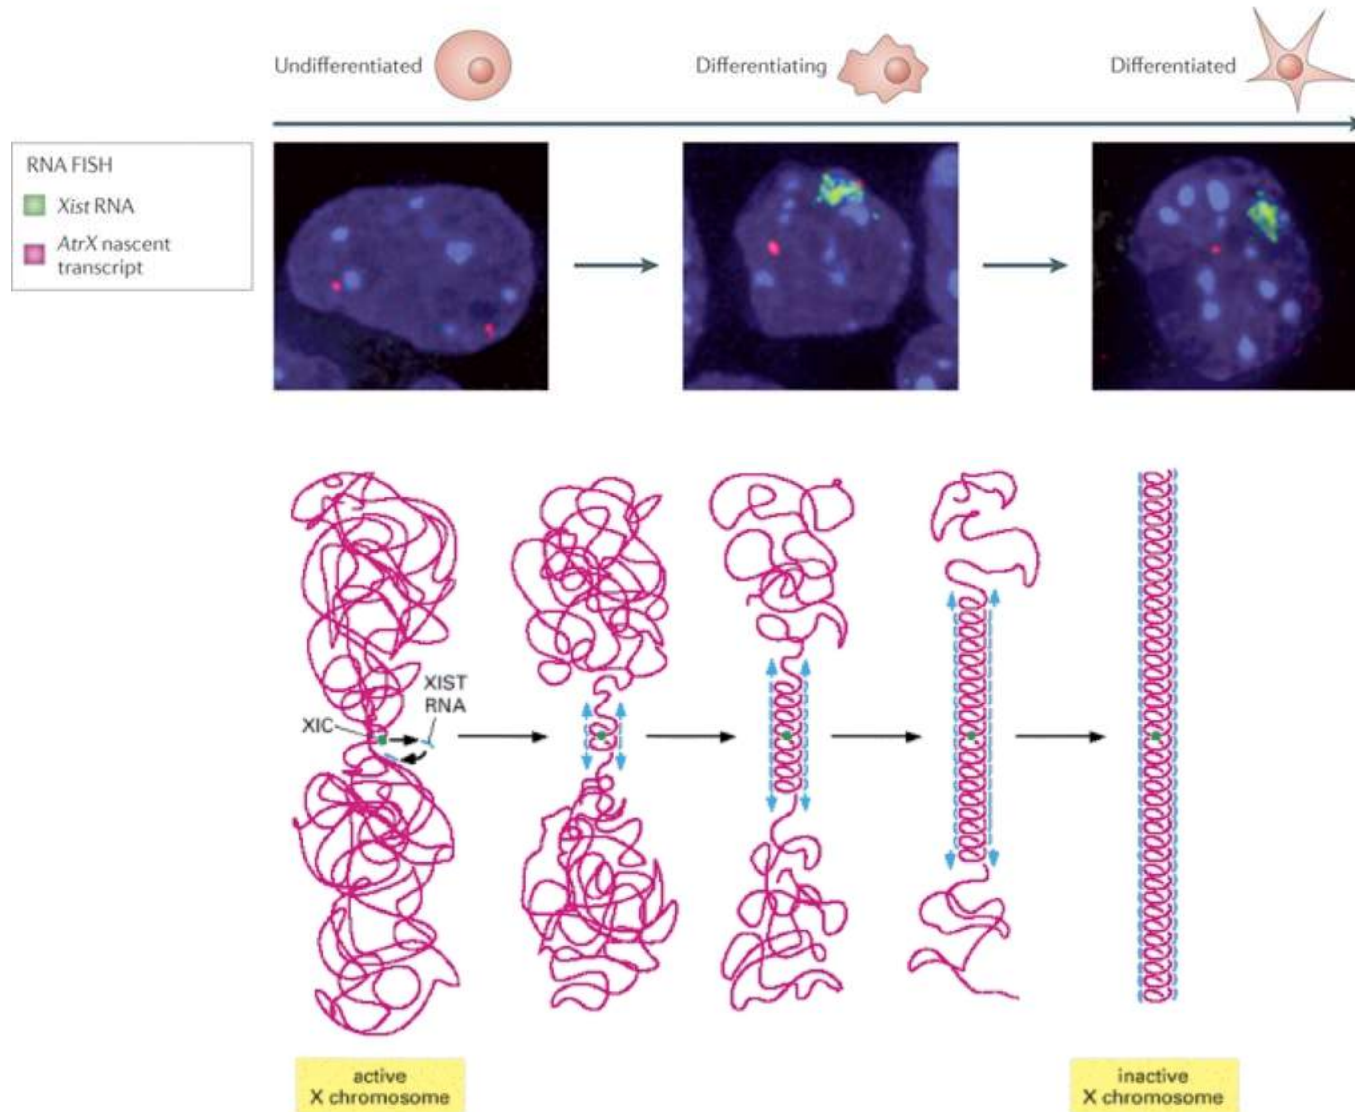 Undifferentiated
Differentiating
Differentiated
RNA FISH
Xist RNA
AtrX nascent
transcript
XIST
RNA
XIC
active
X chromosome
inactive
X chromosome